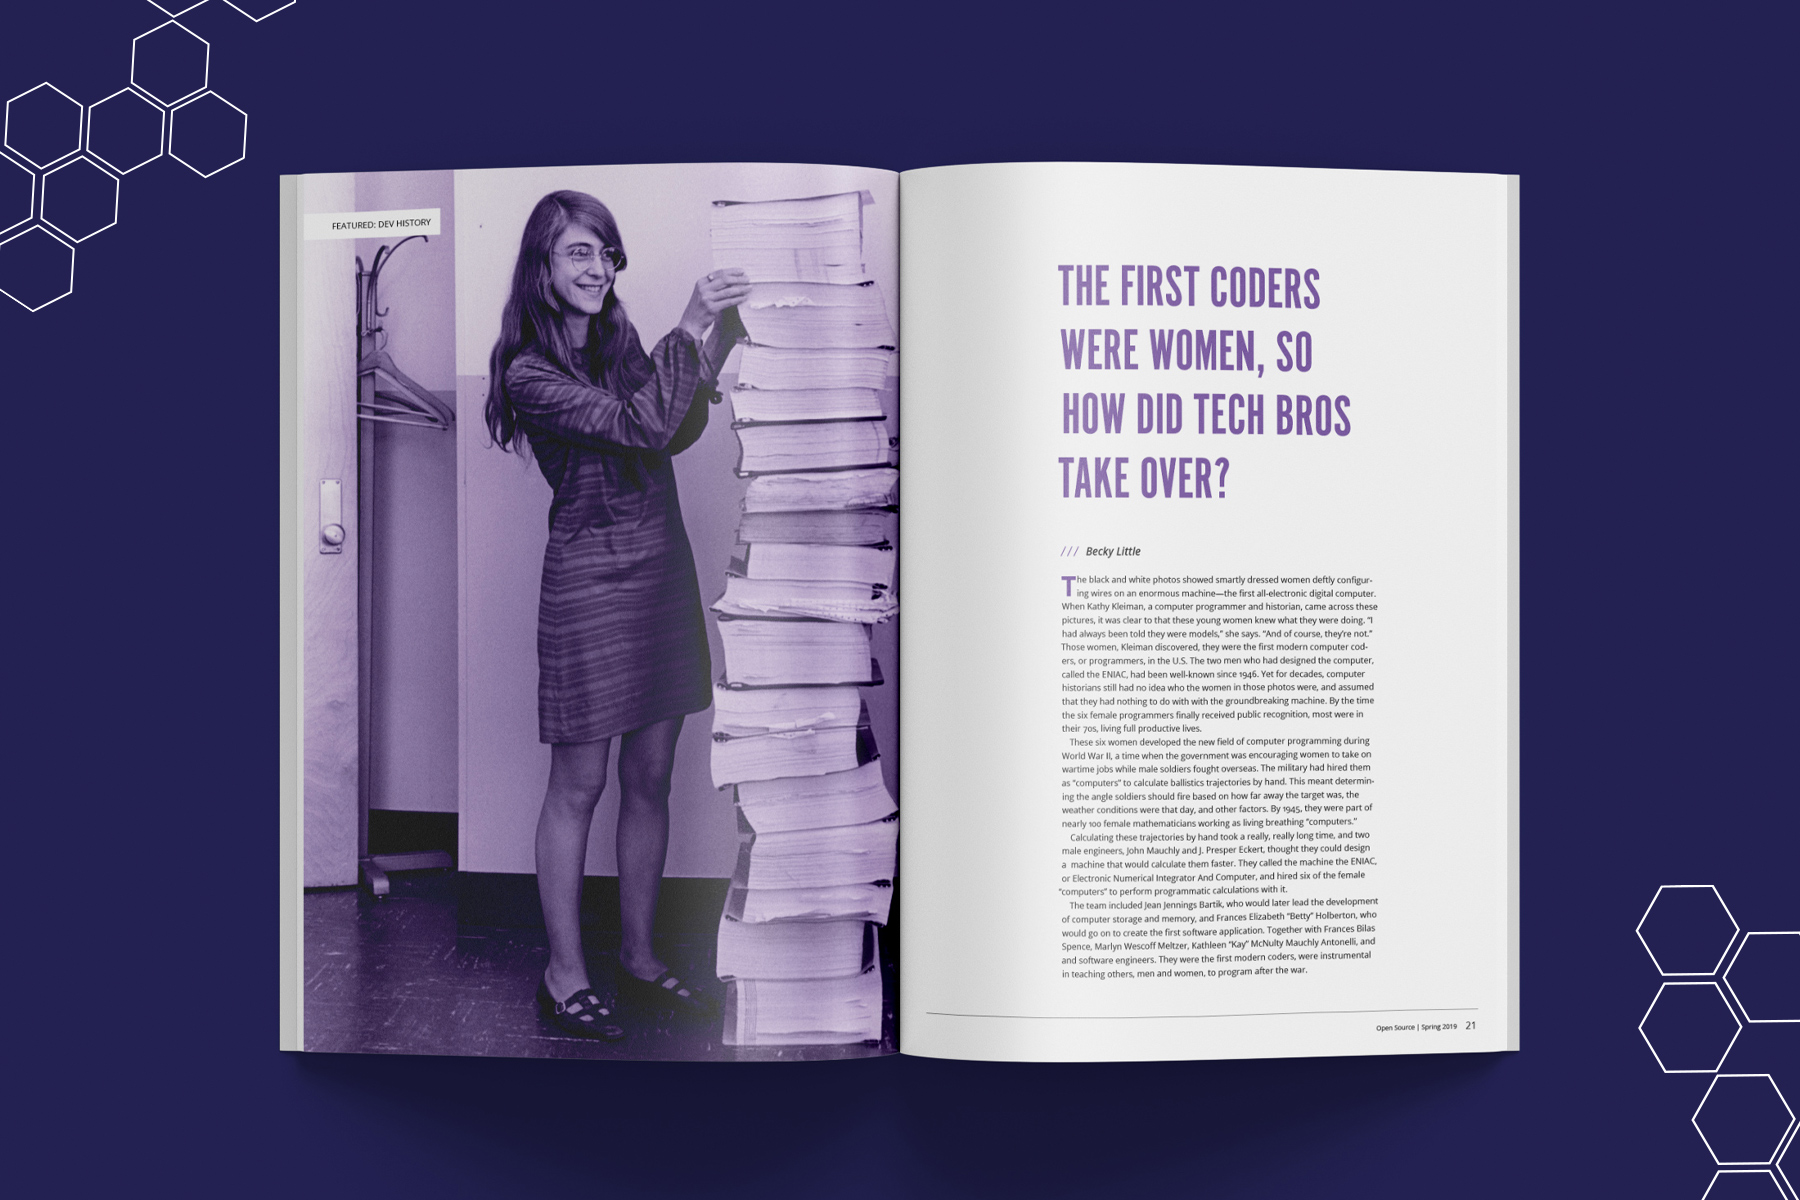 FEATURED: DEV HISTORY
THE FIRST CODERS
WERE WOMEN, SO
HOW DID TECH BROS
TAKE OVER?
/// Becky Little
The black and white photos showed smartly dressed women deftly configur-
ing wires on an enormous machine—the first all-electronic digital computer.
When Kathy Kleiman, a computer programmer and historian, came across these
pictures, it was clear to that these young women knew what they were doing. “I
had always been told they were models,” she says. “And of course, they’re not.”
Those women, Kleiman discovered, they were the first modern computer cod-
ers, or programmers, in the U.S. The two men who had designed the computer,
called the ENIAC, had been well-known since 1946. Yet for decades, computer
historians still had no idea who the women in those photos were, and assumed
that they had nothing to do with with the groundbreaking machine. By the time
the six female programmers finally received public recognition, most were in
their 70s, living full productive lives.
These six women developed the new field of computer programming during
World War II, a time when the government was encouraging women to take on
wartime jobs while male soldiers fought overseas. The military had hired them
as “computers” to calculate ballistics trajectories by hand. This meant determin-
ing the angle soldiers should fire based on how far away the target was, the
weather conditions were that day, and other factors. By 1945, they were part of
nearly 100 female mathematicians working as living breathing “computers.”
Calculating these trajectories by hand took a really, really long time, and two
male engineers, John Mauchly and J. Presper Eckert, thought they could design
a machine that would calculate them faster. They called the machine the ENIAC,
or Electronic Numerical Integrator And Computer, and hired six of the female
“computers” to perform programmatic calculations with it.
The team included Jean Jennings Bartik, who would later lead the development
of computer storage and memory, and Frances Elizabeth “Betty” Holberton, who
would go on to create the first software application. Together with Frances Bilas
Spence, Marlyn Wescoff Meltzer, Kathleen “Kay” McNulty Mauchly Antonelli, and
and software engineers. They were the first modern coders, were instrumental
in teaching others, men and women, to program after the war.
Open Source | Spring 2019 21